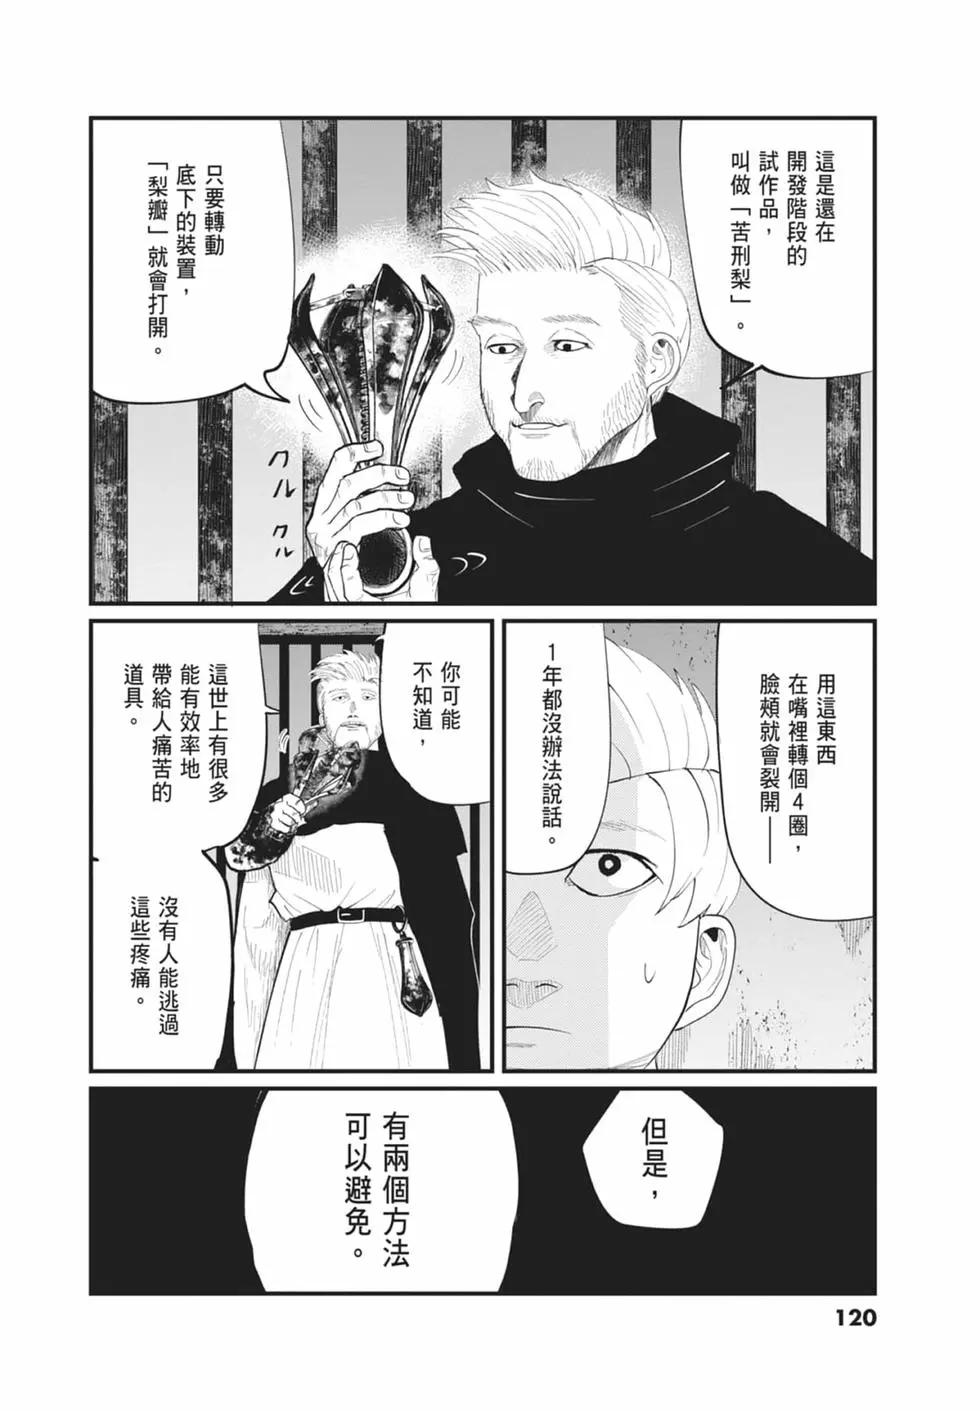 這是還在
開發階段的
試作品，
叫做「苦刑梨」。
只要轉動
底下的裝置，
「梨瓣」就會打開。
クル
クル
用這東西
在嘴裡轉個4圈，
臉頰就會裂開——
1年都沒辦法說話。
你可能
不知道，
這世上有很多
能有效率地
帶給人痛苦的
道具。
沒有人能逃過
這些疼痛。
但是，
有兩個方法
可以避免。
120